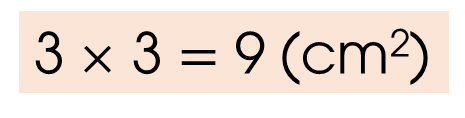 3 × 3 = 9 (cm²)